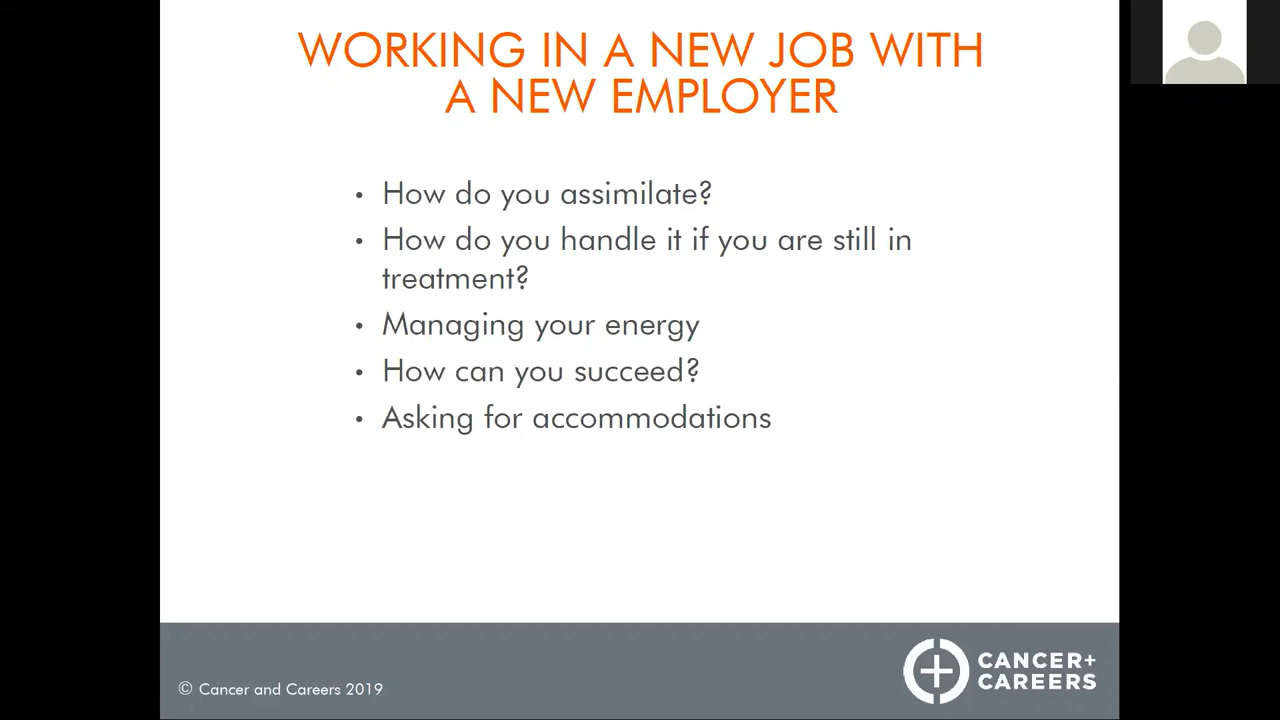 WORKING IN A NEW JOB WITH
A NEW EMPLOYER
• How do you assimilate?
• How do you handle it if you are still in
treatment?
• Managing your energy
• How can you succeed?
• Asking for accommodations
© Cancer and Careers 2019
CANCER+
CAREERS